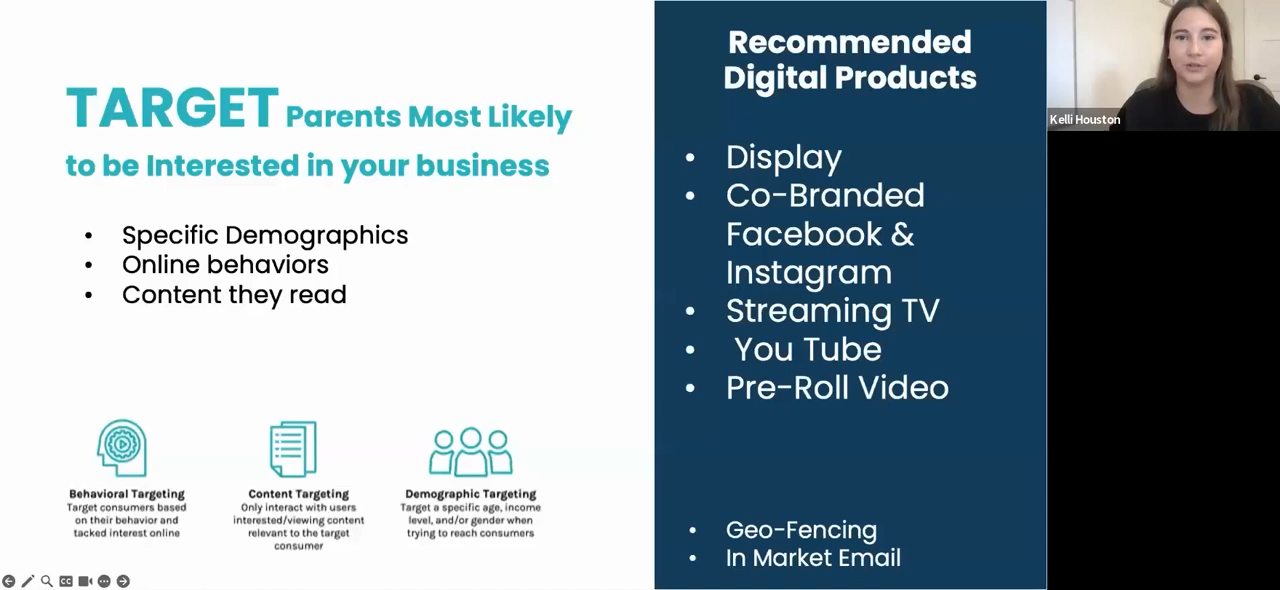 TARGET Parents Most Likely
to be Interested in your business
• Specific Demographics
• Online behaviors
• Content they read
Behavioral Targeting
Target consumers based
on their behavior and
tacked interest online
Content Targeting
Only interact with users
interested/viewing content
relevant to the target
consumer
Demographic Targeting
Target a specific age, income
level, and/or gender when
trying to reach consumers
Recommended
Digital Products
• Display
• Co-Branded
Facebook &
Instagram
• Streaming TV
• You Tube
• Pre-Roll Video
• Geo-Fencing
• In Market Email
Kelli Houston
CC